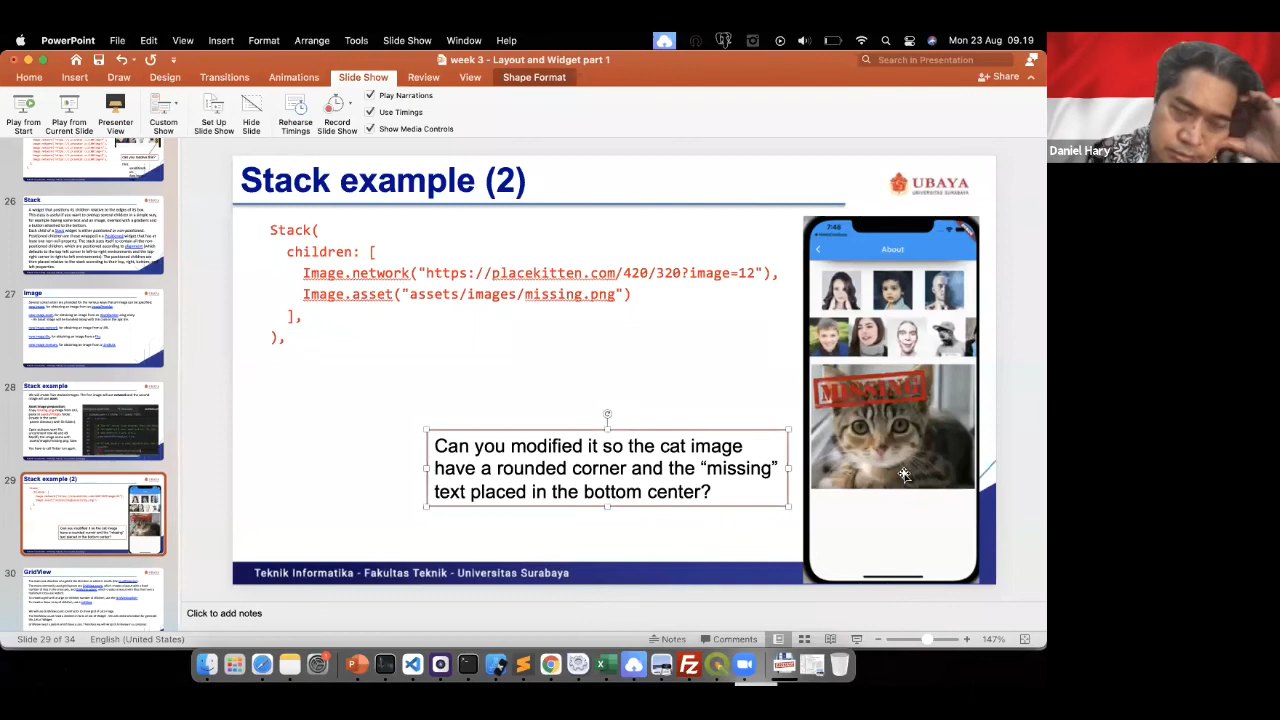 PowerPoint File Edit View Insert Format Arrange Tools Slide Show Window Help Mon 23 Aug 09.19
week 3 - Layout and Widget part 1
Search in Presentation
Home Insert Draw Design Transitions Animations Slide Show Review View Shape Format
Share
Play from Start
Play from Current Slide
Presenter View
Custom Show
Set Up Slide Show
Hide Slide
Rehearse Timings
Record Slide Show
Play Narrations
Use Timings
Show Media Controls
Daniel Hary
26
Stack
27
Image
28
Stack example
29
Stack example (2)
30
GridView
Stack example (2)
UBAYA
UNIVERSITAS SURABAYA
Stack(
children: [
Image.network("https://placekitten.com/420/320?image=12"),
Image.asset("assets/images/missing.png")
],
),
Can you modified it so the cat image
have a rounded corner and the “missing”
text placed in the bottom center?
7:48
About
MISSING
Teknik Informatika - Fakultas Teknik - Universitas Surabaya
Click to add notes
Slide 29 of 34 English (United States) Notes Comments 147%